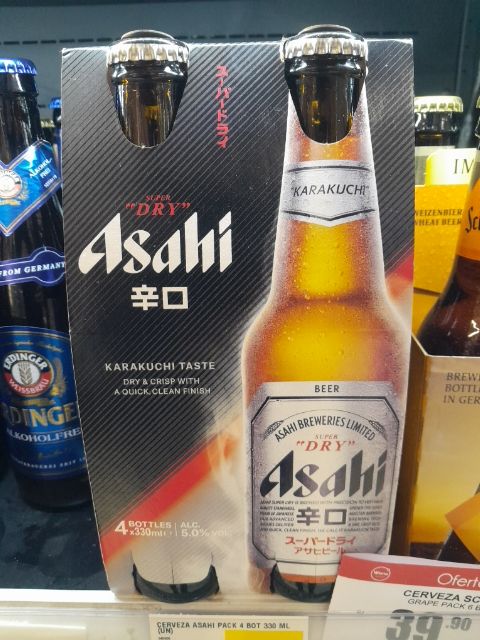 スーパードライ
SUPER
"DRY"
Asahi
辛口
KARAKUCHI TASTE
DRY & CRISP WITH
A QUICK, CLEAN FINISH
4 BOTTLES
x330ml
ALC.
5.0% VOL
"KARAKUCHI"
BEER
ASAHI BREWERIES LIMITED
SUPER
"DRY"
Asahi
辛口
スーパードライ
アサヒビール
ALKOHOL-
FREI
FROM GERMANY
ERDINGER
WEISSBRÄU
ERDINGE
ALKOHOLFREI
IM
WEIZENBIER
WHEAT BEER
BREW
BOTTL
IN GER
CERVEZA ASAHI PACK 4 BOT 330 ML
(UN)
Oferta
CERVEZA SC
GRAPE PACK 6 B
39.90